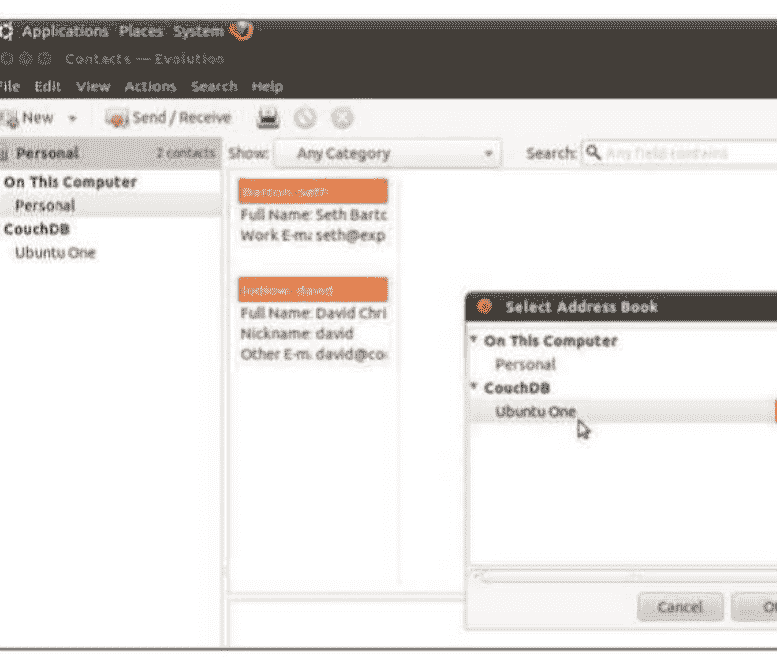 Applications Places System
Contacts — Evolution
File Edit View Actions Search Help
New Send / Receive
Personal 2 contacts Show: Any Category Search: Any field contains
On This Computer
Personal
CouchDB
Ubuntu One
Barton, seth
Full Name: Seth Bartc
Work E-ma seth@exp
ludlow, david
Full Name: David Chri
Nickname: david
Other E-m. david@co
Select Address Book
On This Computer
Personal
CouchDB
Ubuntu One
Cancel